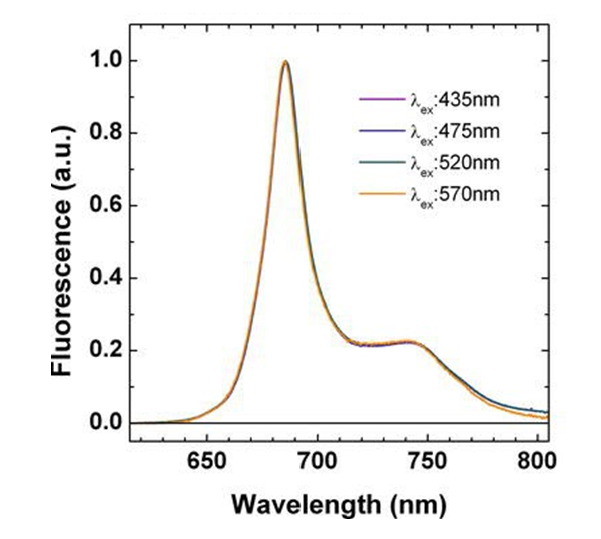 1.0
0.8
0.6
0.4
0.2
0.0
Fluorescence (a.u.)
λex:435nm
λex:475nm
λex:520nm
λex:570nm
650 700 750 800
Wavelength (nm)